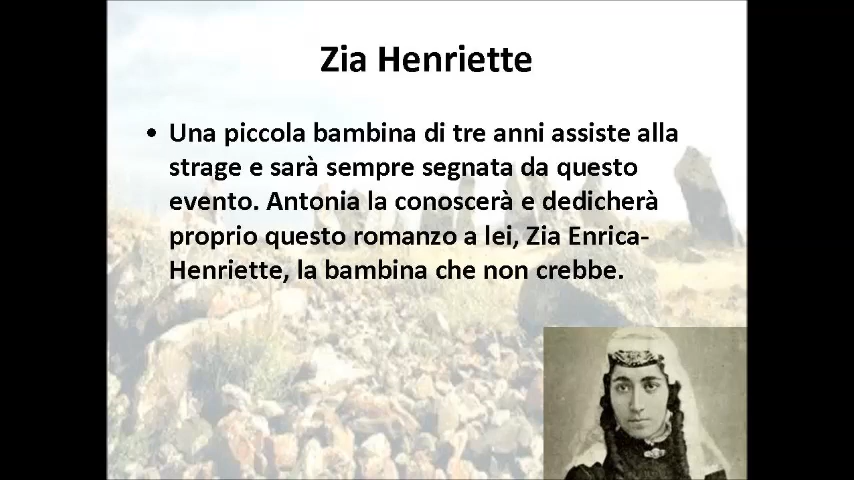 Zia Henriette
• Una piccola bambina di tre anni assiste alla
strage e sarà sempre segnata da questo
evento. Antonia la conoscerà e dedicherà
proprio questo romanzo a lei, Zia Enrica-
Henriette, la bambina che non crebbe.